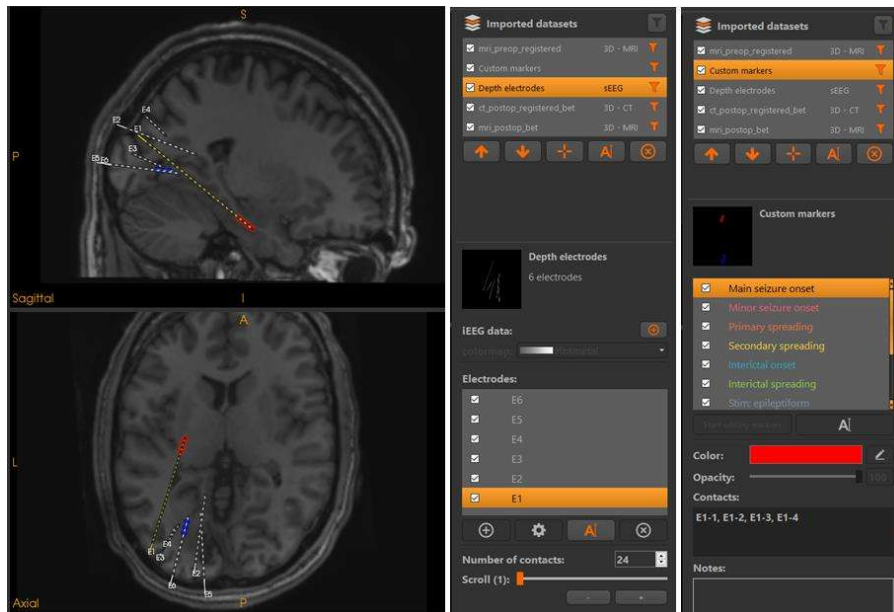 S
P
E4
E2
E1
E3
E5 E6
Sagittal
I
A
L
E1
E4
E3
E6
E2
E5
Axial
P
Imported datasets
mri_preop_registered 3D - MRI
Custom markers
Depth electrodes sEEG
ct_postop_registered_bet 3D - CT
mri_postop_bet 3D - MRI
A
Depth electrodes
6 electrodes
iEEG data:
colormap:
Electrodes:
E6
E5
E4
E3
E2
E1
A
Number of contacts: 24
Scroll (1):
- +
Imported datasets
mri_preop_registered 3D - MRI
Custom markers
Depth electrodes sEEG
ct_postop_registered_bet 3D - CT
mri_postop_bet 3D - MRI
A
Custom markers
Main seizure onset
Minor seizure onset
Primary spreading
Secondary spreading
Interictal onset
Interictal spreading
Stim: epileptiform
Start editing markers A
Color:
Opacity: 100
Contacts:
E1-1, E1-2, E1-3, E1-4
Notes: